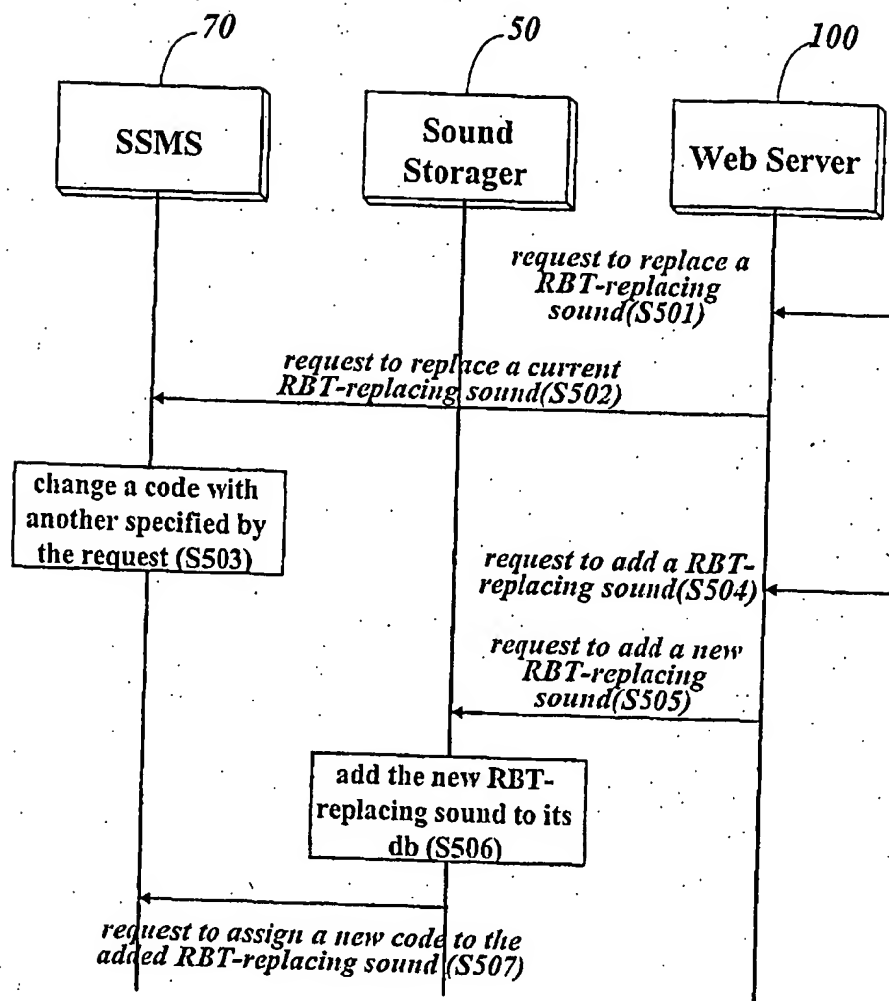 70
50
100
SSMS
Sound
Storager
Web Server
request to replace a
RBT-replacing
sound(S501)
request to replace a current
RBT-replacing sound(S502)
change a code with
another specified by
the request (S503)
request to add a RBT-
replacing sound(S504)
request to add a new
RBT-replacing
sound(S505)
add the new RBT-
replacing sound to its
db (S506)
request to assign a new code to the
added RBT-replacing sound (S507)